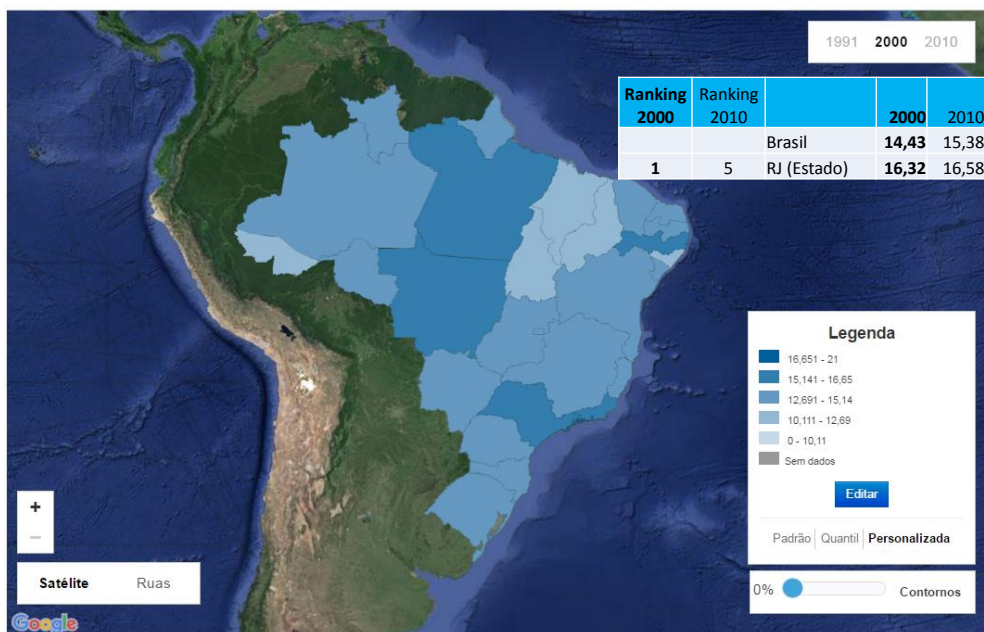 1991 2000 2010
Ranking 2000 Ranking 2010 2000 2010
Brasil 14,43 15,38
1 5 RJ (Estado) 16,32 16,58
Legenda
16,651 - 21
15,141 - 16,65
12,691 - 15,14
10,111 - 12,69
0 - 10,11
Sem dados
Editar
Padrão Quantil Personalizada
0% Contornos
+
−
Satélite Ruas
Google